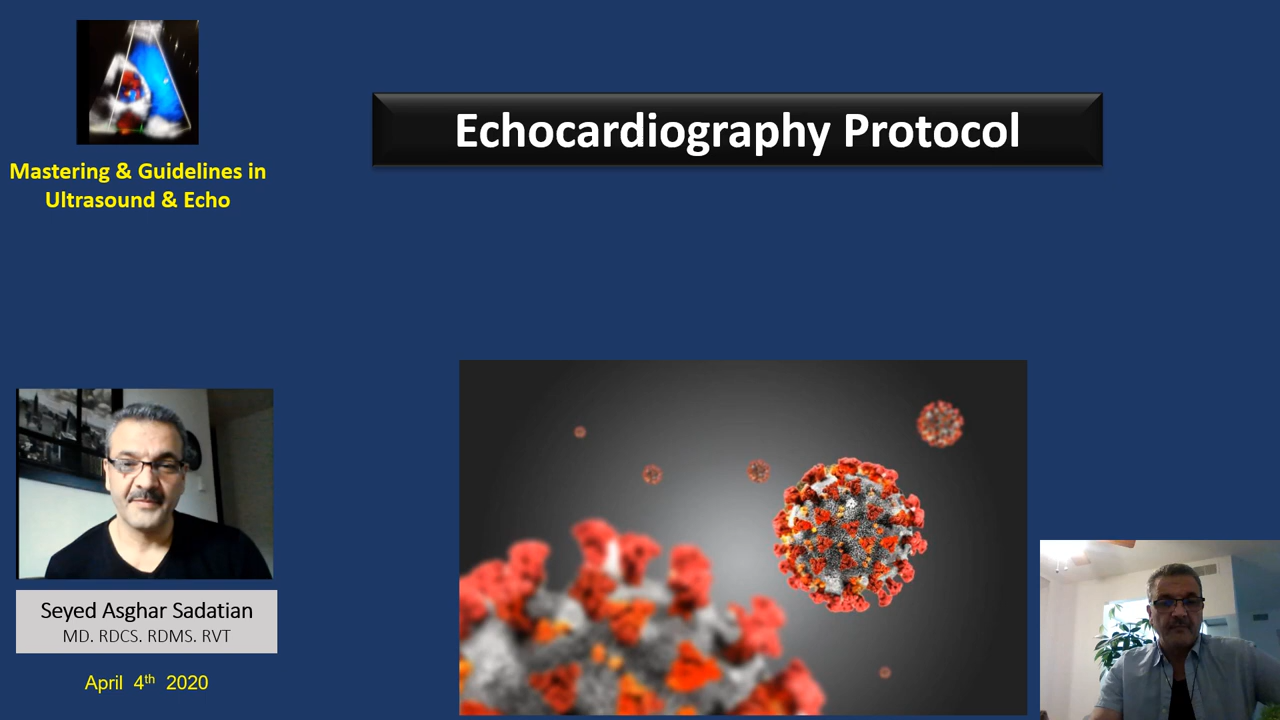 Echocardiography Protocol
Mastering & Guidelines in
Ultrasound & Echo
Seyed Asghar Sadatian
MD. RDCS. RDMS. RVT
April 4th 2020